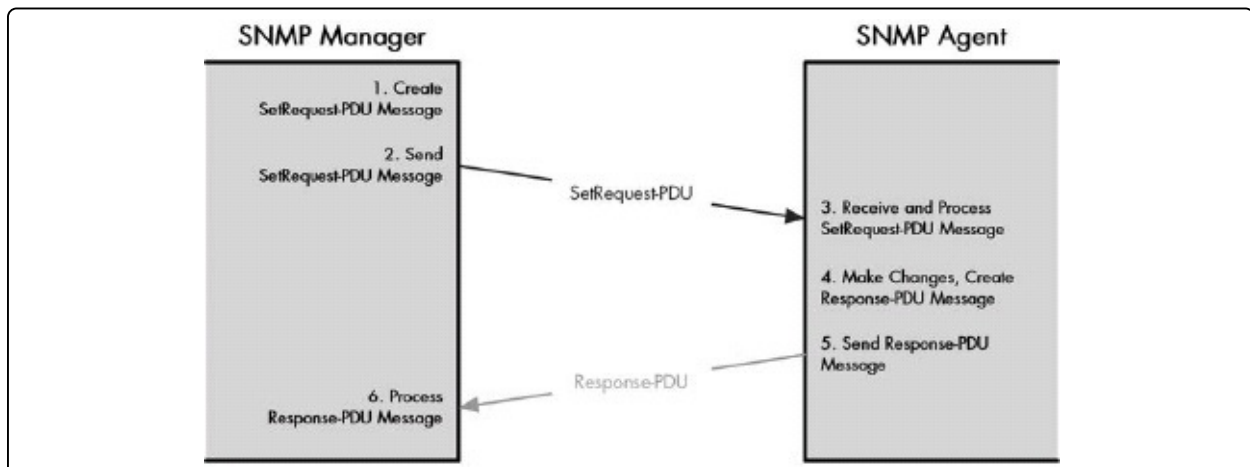 SNMP Manager
SNMP Agent
1. Create
SetRequest-PDU Message
2. Send
SetRequest-PDU Message
SetRequest-PDU
3. Receive and Process
SetRequest-PDU Message
4. Make Changes, Create
Response-PDU Message
5. Send Response-PDU
Message
Response-PDU
6. Process
Response-PDU Message